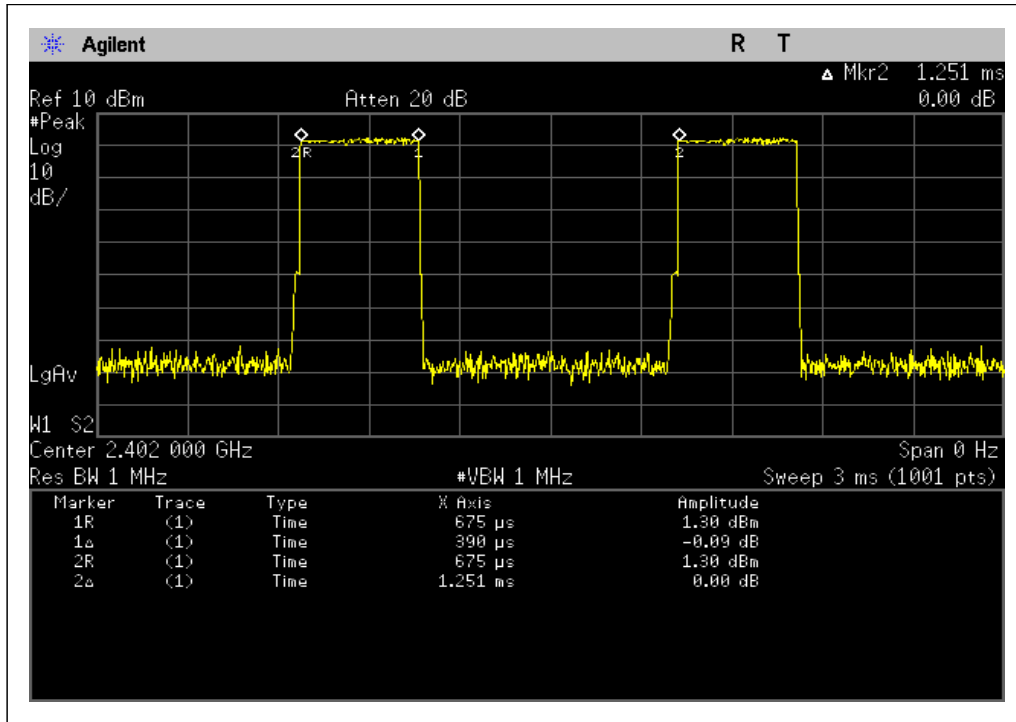 Agilent R T
Δ Mkr2 1.251 ms
Ref 10 dBm Atten 20 dB 0.00 dB
#Peak
Log
10
dB/
2R 1 2
LgAv
W1 S2
Center 2.402 000 GHz Span 0 Hz
Res BW 1 MHz #VBW 1 MHz Sweep 3 ms (1001 pts)
Marker Trace Type X Axis Amplitude
1R (1) Time 675 µs 1.30 dBm
1Δ (1) Time 390 µs -0.09 dB
2R (1) Time 675 µs 1.30 dBm
2Δ (1) Time 1.251 ms 0.00 dB